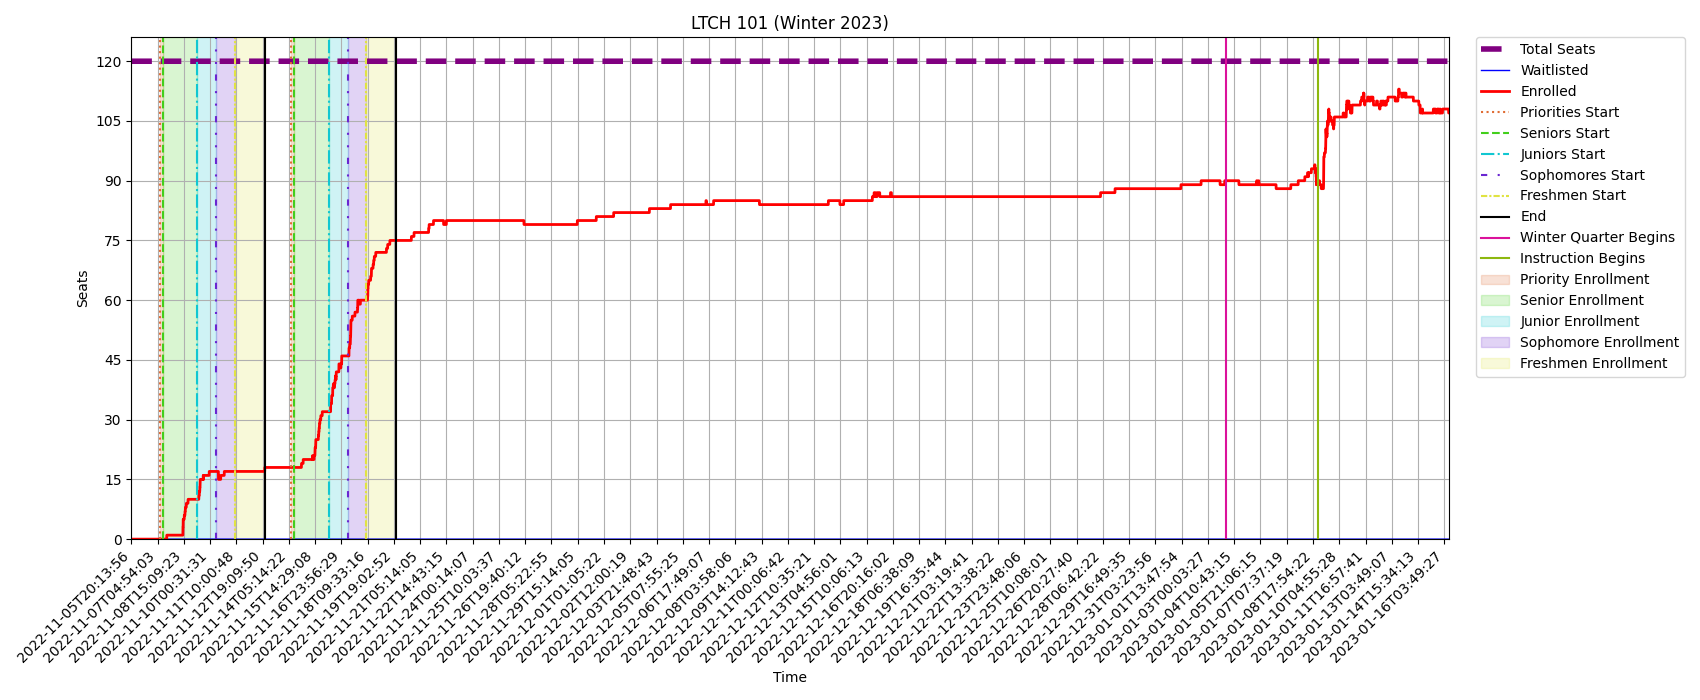 LTCH 101 (Winter 2023)
120
105
90
75
60
45
30
15
0
Seats
2022-11-05T20:13:56
2022-11-07T04:54:03
2022-11-08T15:09:23
2022-11-10T00:31:31
2022-11-11T10:00:48
2022-11-12T19:09:50
2022-11-14T05:14:22
2022-11-15T14:29:08
2022-11-16T23:56:29
2022-11-18T09:33:16
2022-11-19T19:02:52
2022-11-21T05:14:05
2022-11-22T14:43:15
2022-11-24T00:14:07
2022-11-25T10:03:37
2022-11-26T19:40:12
2022-11-28T05:22:55
2022-11-29T15:14:05
2022-12-01T01:05:22
2022-12-02T12:00:19
2022-12-03T21:48:43
2022-12-05T07:55:25
2022-12-06T17:49:07
2022-12-08T03:58:06
2022-12-09T14:12:43
2022-12-11T00:06:42
2022-12-12T10:35:21
2022-12-13T14:56:01
2022-12-15T10:06:13
2022-12-16T20:16:02
2022-12-18T06:38:09
2022-12-19T16:35:44
2022-12-21T03:19:41
2022-12-22T13:38:22
2022-12-23T23:48:06
2022-12-25T10:08:01
2022-12-26T20:27:40
2022-12-28T06:42:22
2022-12-29T16:49:35
2022-12-31T03:23:56
2023-01-01T13:47:54
2023-01-03T00:03:27
2023-01-04T10:43:15
2023-01-05T21:06:15
2023-01-07T07:37:19
2023-01-08T17:54:22
2023-01-10T04:55:28
2023-01-11T16:57:41
2023-01-13T03:49:07
2023-01-14T15:34:13
2023-01-16T03:49:27
Time
Total Seats
Waitlisted
Enrolled
Priorities Start
Seniors Start
Juniors Start
Sophomores Start
Freshmen Start
End
Winter Quarter Begins
Instruction Begins
Priority Enrollment
Senior Enrollment
Junior Enrollment
Sophomore Enrollment
Freshmen Enrollment